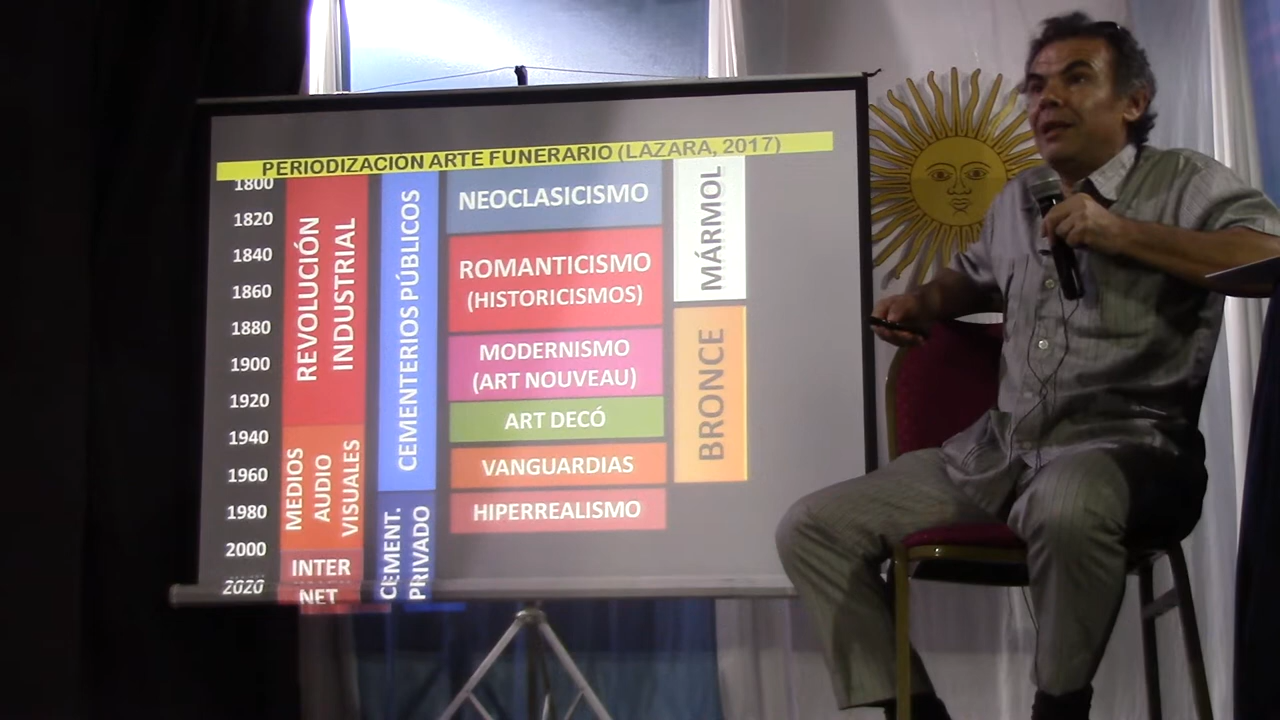 PERIODIZACION ARTE FUNERARIO (LAZARA, 2017)
1800
1820
1840
1860
1880
1900
1920
1940
1960
1980
2000
2020
REVOLUCIÓN
INDUSTRIAL
MEDIOS
AUDIO
VISUALES
INTER
NET
CEMENTERIOS PÚBLICOS
CEMENT.
PRIVADO
NEOCLASICISMO
ROMANTICISMO
(HISTORICISMOS)
MODERNISMO
(ART NOUVEAU)
ART DECÓ
VANGUARDIAS
HIPERREALISMO
MÁRMOL
BRONCE